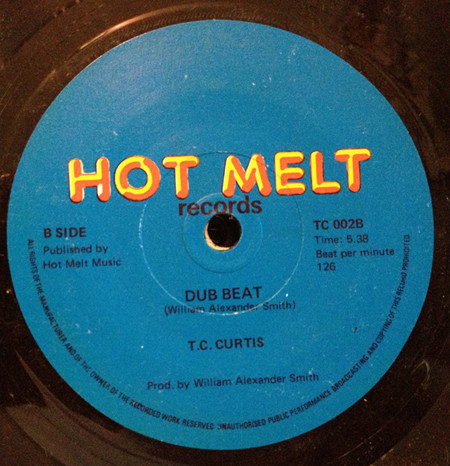 HOT MELT
records
B SIDE
Published by
Hot Melt Music
TC 002B
Time: 5.38
Beat per minute
126
DUB BEAT
(William Alexander Smith)
T.C. CURTIS
Prod. by William Alexander Smith
ALL RIGHTS OF THE MANUFACTURER AND OF THE OWNER OF THE RECORDED WORK RESERVED UNAUTHORISED PUBLIC PERFORMANCE BROADCASTING AND COPYING OF THIS RECORD PROHIBITED